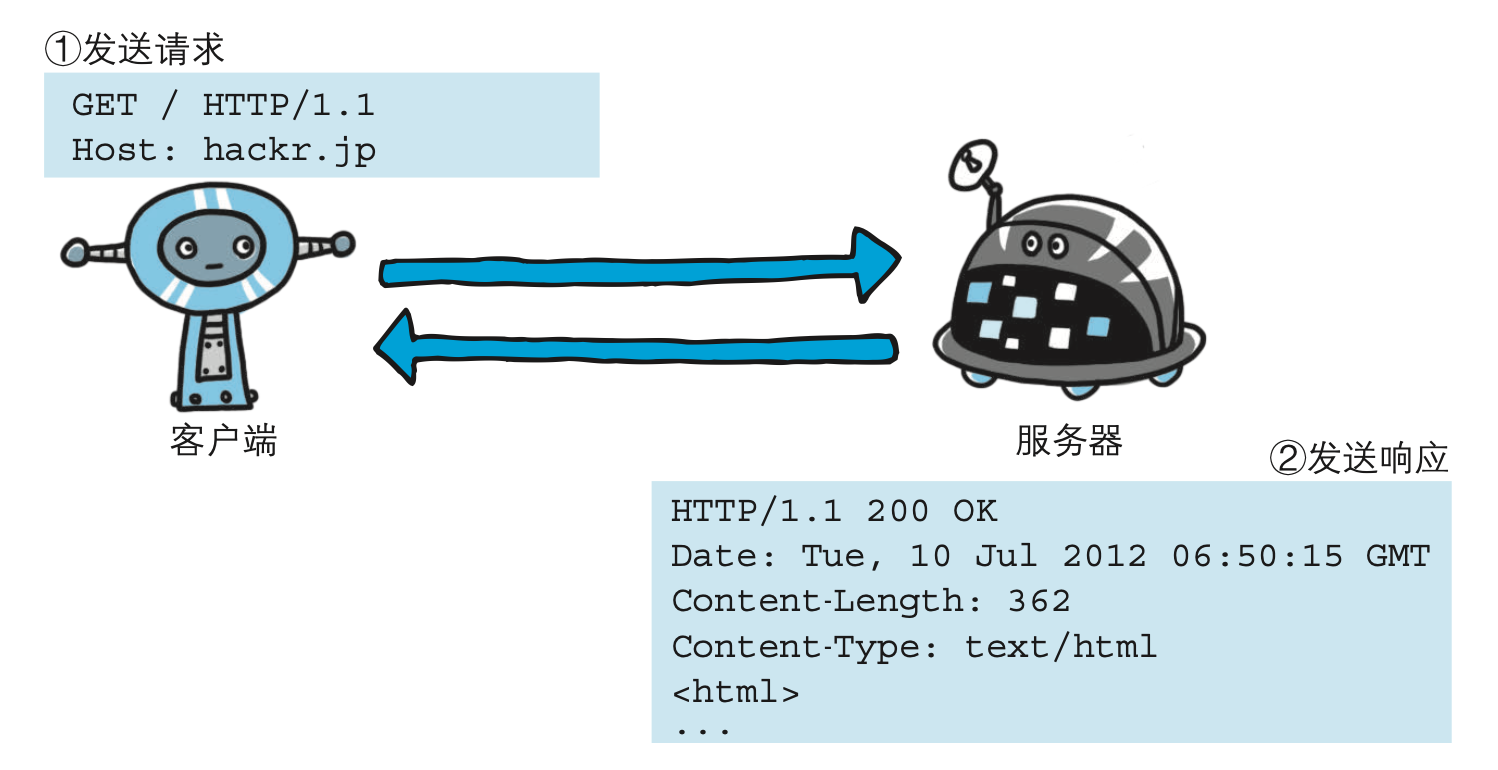 ①发送请求
GET / HTTP/1.1
Host: hackr.jp
客户端
服务器
②发送响应
HTTP/1.1 200 OK
Date: Tue, 10 Jul 2012 06:50:15 GMT
Content-Length: 362
Content-Type: text/html
<html>
...